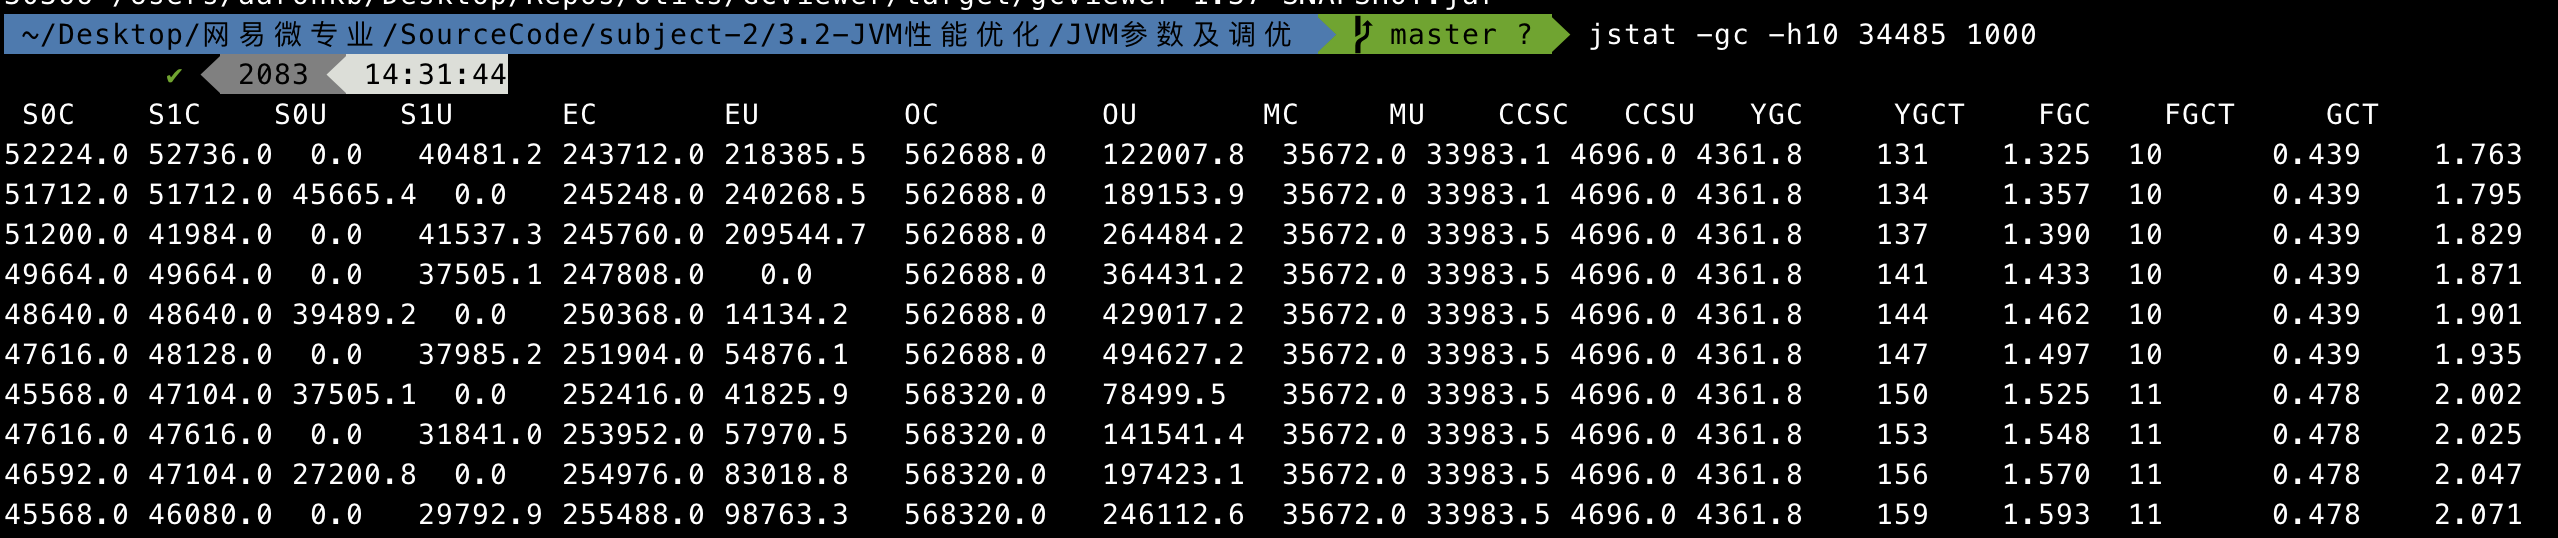 ~/Desktop/网易微专业/SourceCode/subject-2/3.2-JVM性能优化/JVM参数及调优 master ? jstat -gc -h10 34485 1000
✔ 2083 14:31:44
S0C S1C S0U S1U EC EU OC OU MC MU CCSC CCSU YGC YGCT FGC FGCT GCT
52224.0 52736.0 0.0 40481.2 243712.0 218385.5 562688.0 122007.8 35672.0 33983.1 4696.0 4361.8 131 1.325 10 0.439 1.763
51712.0 51712.0 45665.4 0.0 245248.0 240268.5 562688.0 189153.9 35672.0 33983.1 4696.0 4361.8 134 1.357 10 0.439 1.795
51200.0 41984.0 0.0 41537.3 245760.0 209544.7 562688.0 264484.2 35672.0 33983.5 4696.0 4361.8 137 1.390 10 0.439 1.829
49664.0 49664.0 0.0 37505.1 247808.0 0.0 562688.0 364431.2 35672.0 33983.5 4696.0 4361.8 141 1.433 10 0.439 1.871
48640.0 48640.0 39489.2 0.0 250368.0 14134.2 562688.0 429017.2 35672.0 33983.5 4696.0 4361.8 144 1.462 10 0.439 1.901
47616.0 48128.0 0.0 37985.2 251904.0 54876.1 562688.0 494627.2 35672.0 33983.5 4696.0 4361.8 147 1.497 10 0.439 1.935
45568.0 47104.0 37505.1 0.0 252416.0 41825.9 568320.0 78499.5 35672.0 33983.5 4696.0 4361.8 150 1.525 11 0.478 2.002
47616.0 47616.0 0.0 31841.0 253952.0 57970.5 568320.0 141541.4 35672.0 33983.5 4696.0 4361.8 153 1.548 11 0.478 2.025
46592.0 47104.0 27200.8 0.0 254976.0 83018.8 568320.0 197423.1 35672.0 33983.5 4696.0 4361.8 156 1.570 11 0.478 2.047
45568.0 46080.0 0.0 29792.9 255488.0 98763.3 568320.0 246112.6 35672.0 33983.5 4696.0 4361.8 159 1.593 11 0.478 2.071